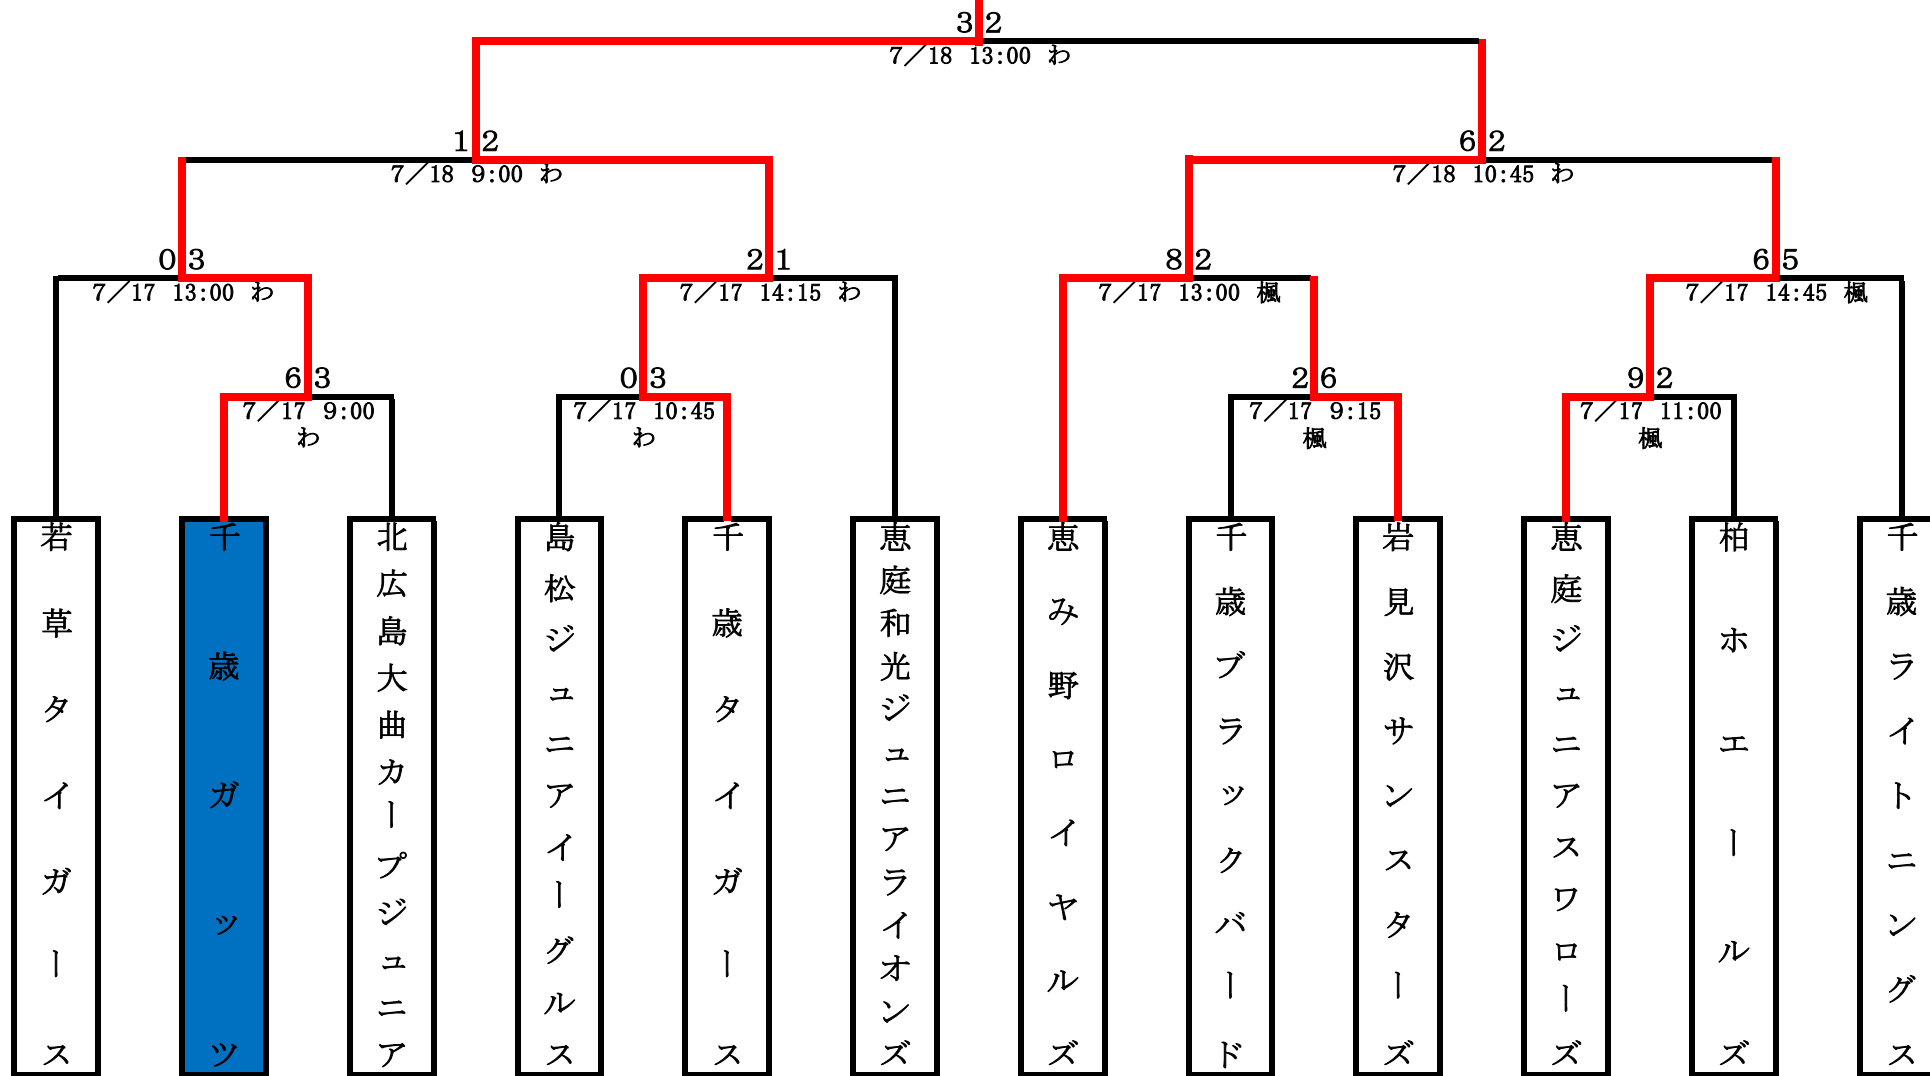 3 2
7／18 13:00 わ
1 2
7／18 9:00 わ
6 2
7／18 10:45 わ
0 3
7／17 13:00 わ
2 1
7／17 14:15 わ
8 2
7／17 13:00 楓
6 5
7／17 14:45 楓
6 3
7／17 9:00
わ
0 3
7／17 10:45
わ
2 6
7／17 9:15
楓
9 2
7／17 11:00
楓
若草タイガース
千歳ガッツ
北広島大曲カープジュニア
島松ジュニアイーグルス
千歳タイガース
恵庭和光ジュニアライオンズ
恵み野ロイヤルズ
千歳ブラックバード
岩見沢サンスターズ
恵庭ジュニアスワローズ
柏ホエールズ
千歳ライトニングス